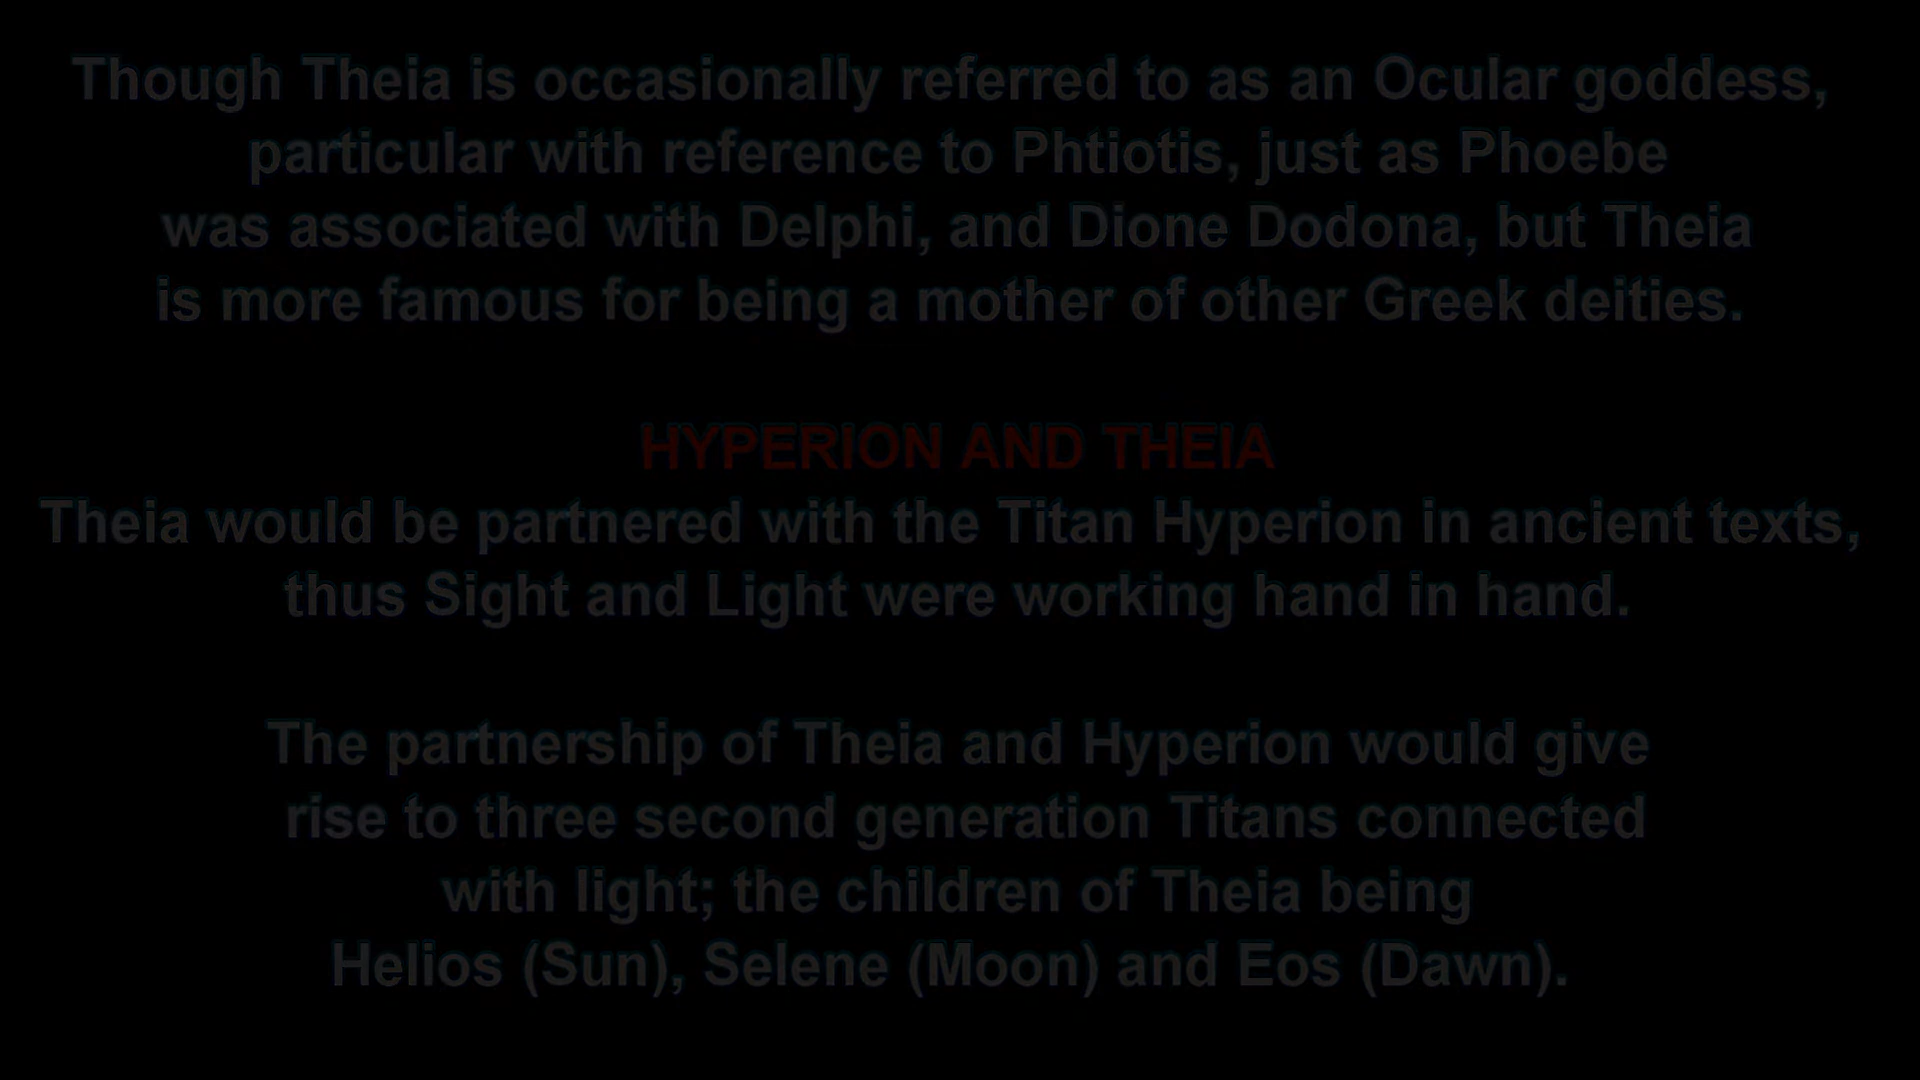 Though Theia is occasionally referred to as an Ocular goddess,
particular with reference to Phtiotis, just as Phoebe
was associated with Delphi, and Dione Dodona, but Theia
is more famous for being a mother of other Greek deities.
HYPERION AND THEIA
Theia would be partnered with the Titan Hyperion in ancient texts,
thus Sight and Light were working hand in hand.
The partnership of Theia and Hyperion would give
rise to three second generation Titans connected
with light; the children of Theia being
Helios (Sun), Selene (Moon) and Eos (Dawn).